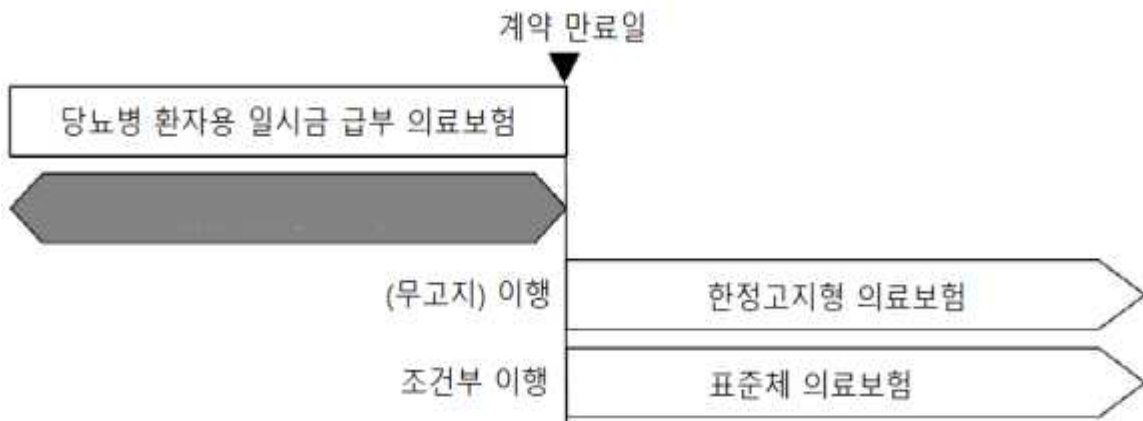 계약 만료일
당뇨병 환자용 일시금 급부 의료보험
(무고지) 이행
한정고지형 의료보험
조건부 이행
표준체 의료보험